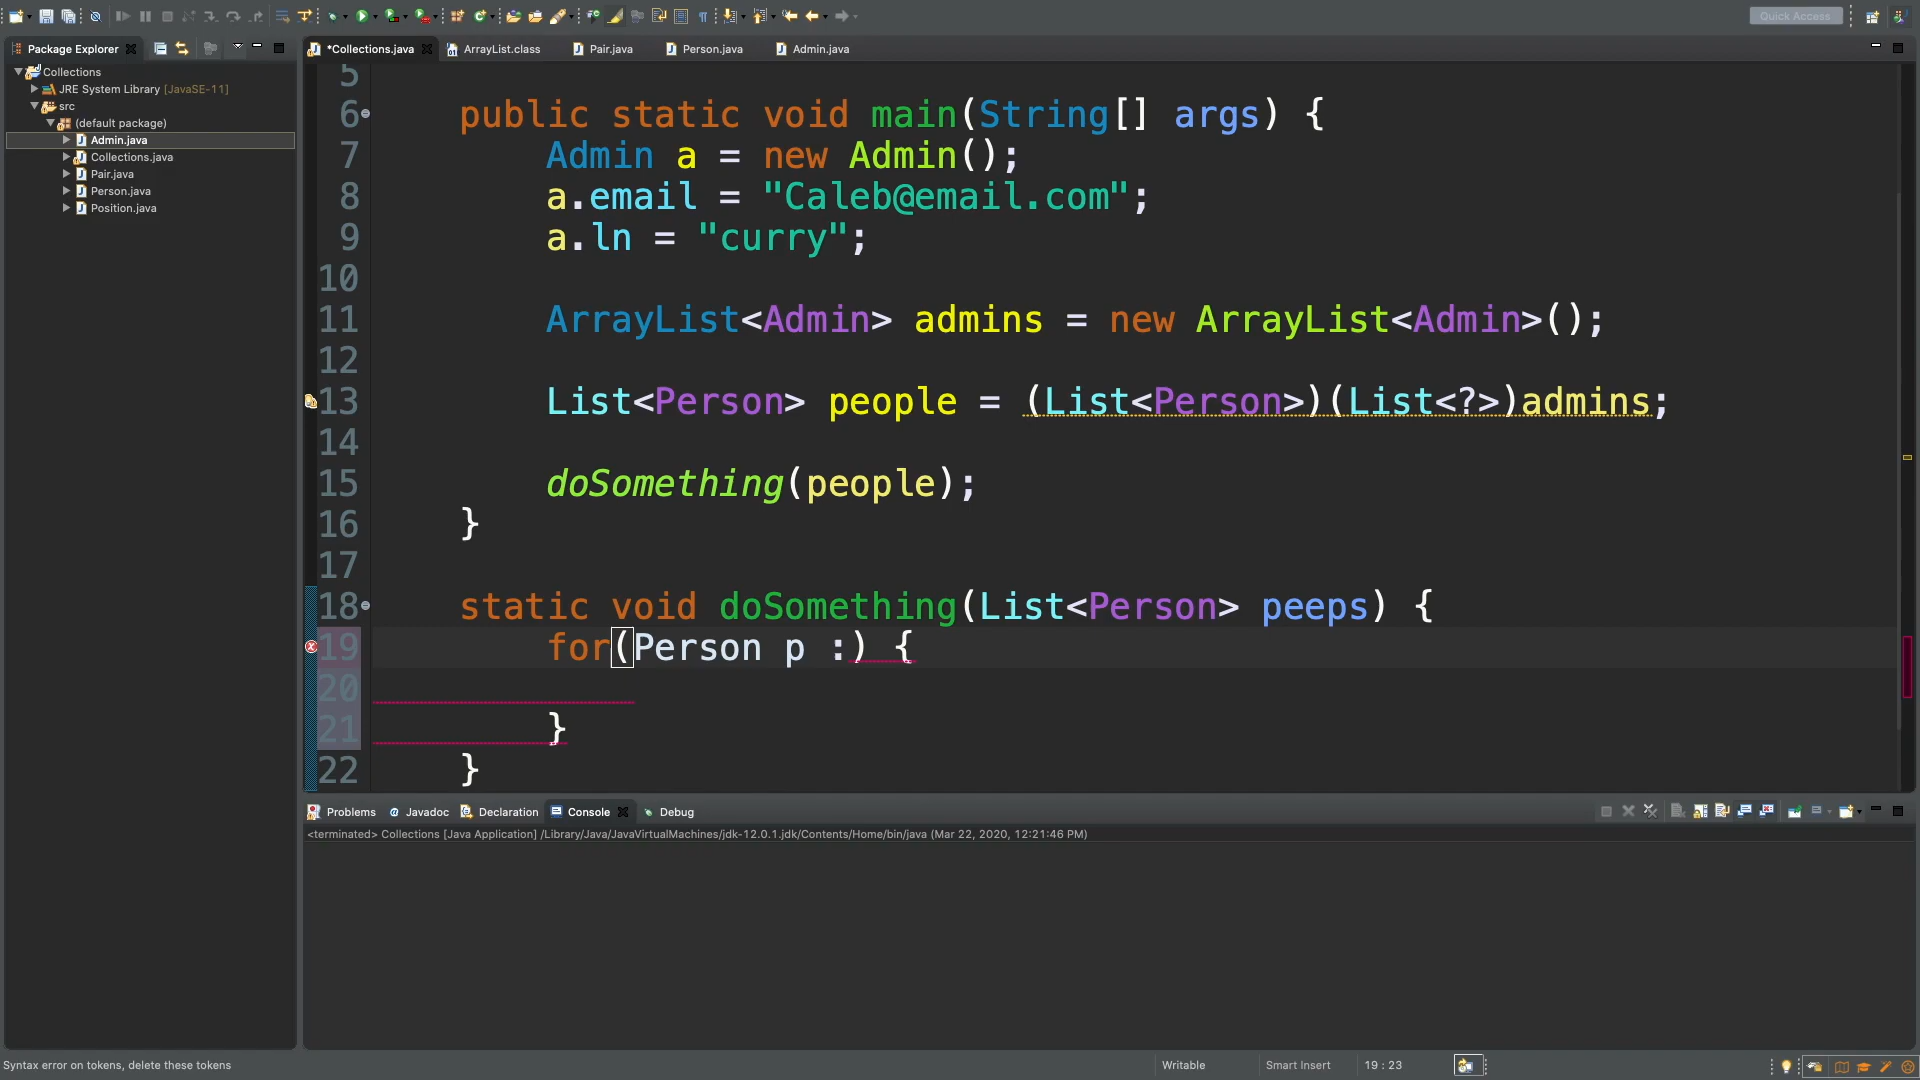 Quick Access
Package Explorer
*Collections.java
ArrayList.class
Pair.java
Person.java
Admin.java
Collections
JRE System Library [JavaSE-11]
src
(default package)
Admin.java
Collections.java
Pair.java
Person.java
Position.java
5
6 public static void main(String[] args) {
7 Admin a = new Admin();
8 a.email = "Caleb@email.com";
9 a.ln = "curry";
10
11 ArrayList<Admin> admins = new ArrayList<Admin>();
12
13 List<Person> people = (List<Person>)(List<?>)admins;
14
15 doSomething(people);
16 }
17
18 static void doSomething(List<Person> peeps) {
19 for(Person p :) {
20
21 }
22 }
Problems
Javadoc
Declaration
Console
Debug
<terminated> Collections [Java Application] /Library/Java/JavaVirtualMachines/jdk-12.0.1.jdk/Contents/Home/bin/java (Mar 22, 2020, 12:21:46 PM)
Syntax error on tokens, delete these tokens
Writable
Smart Insert
19 : 23